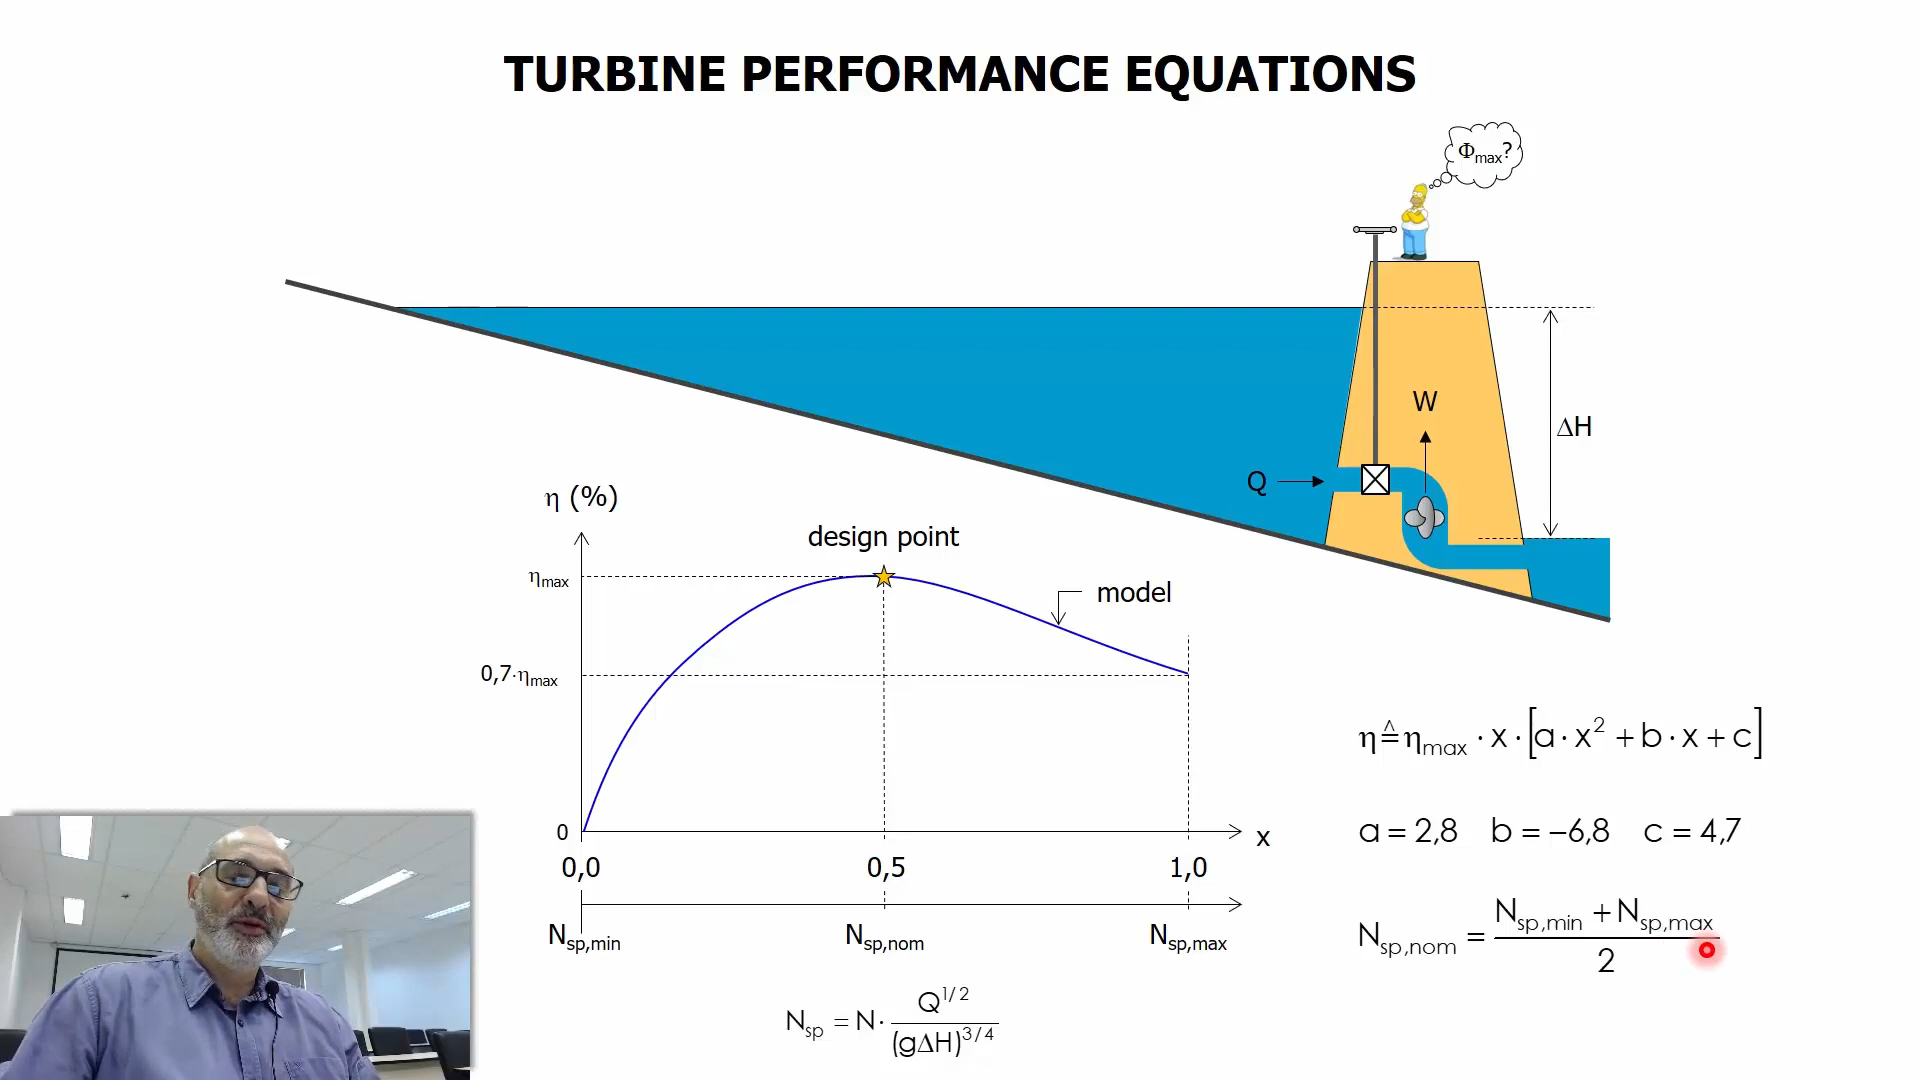 TURBINE PERFORMANCE EQUATIONS
Φmax?
W
ΔH
Q
η (%)
design point
ηmax
model
0,7·ηmax
0
x
0,0 0,5 1,0
Nsp,min Nsp,nom Nsp,max
Nsp = N · Q^1/2 / (gΔH)^3/4
η ≙ ηmax · x · [a · x² + b · x + c]
a = 2,8 b = −6,8 c = 4,7
Nsp,nom = Nsp,min + Nsp,max / 2